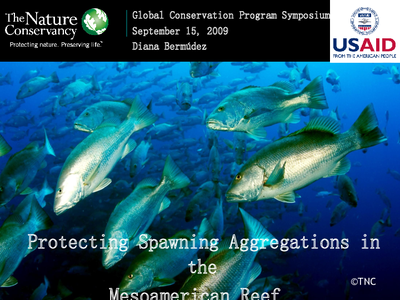 The Nature
Conservancy
Protecting nature. Preserving life.™
Global Conservation Program Symposium
September 15, 2009
Diana Bermúdez
USAID
FROM THE AMERICAN PEOPLE
Protecting Spawning Aggregations in
the
Mesoamerican Reef
©TNC